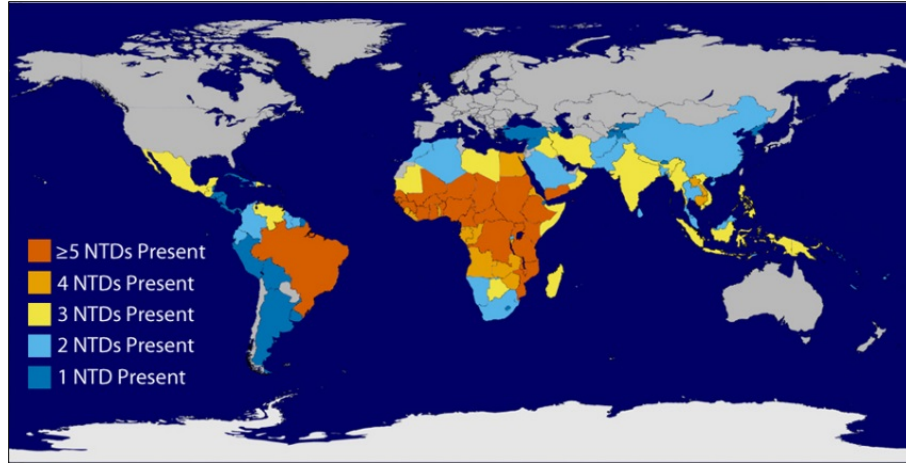 ≥5 NTDs Present
4 NTDs Present
3 NTDs Present
2 NTDs Present
1 NTD Present